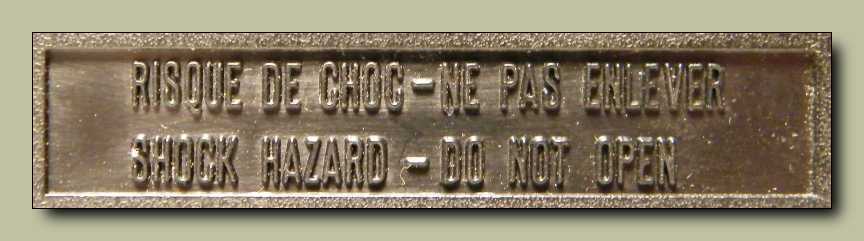 RISQUE DE CHOC - NE PAS ENLEVER
SHOCK HAZARD - DO NOT OPEN